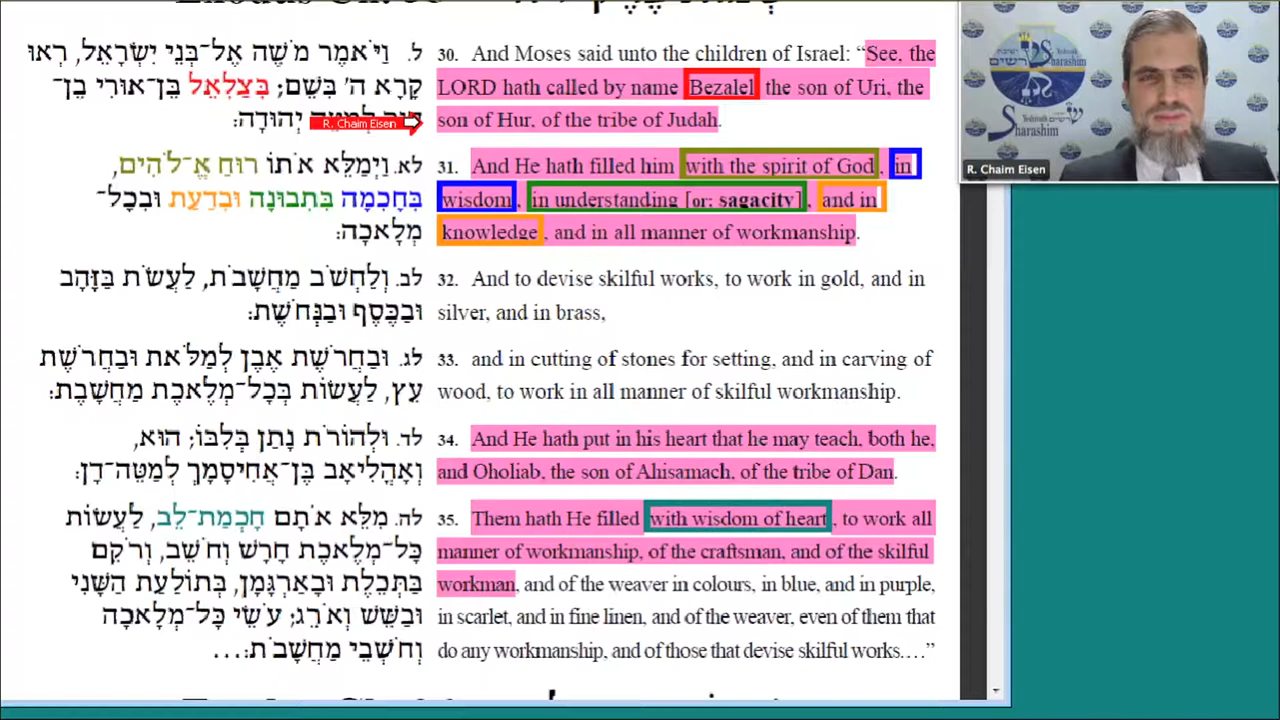 ל. וַיֹּאמֶר מֹשֶׁה אֶל־בְּנֵי יִשְׂרָאֵל, רְאוּ
קָרָא ה' בְּשֵׁם; בְּצַלְאֵל בֶּן־אוּרִי בֶן־
יְהוּדָה:
R. Chaim Eisen
30. And Moses said unto the children of Israel: “See, the
LORD hath called by name Bezalel the son of Uri, the
son of Hur, of the tribe of Judah.
לא. וַיְמַלֵּא אֹתוֹ רוּחַ אֱ־לֹהִים,
בְּחָכְמָה בִּתְבוּנָה וּבְדַעַת וּבְכָל־
מְלָאכָה:
31. And He hath filled him with the spirit of God, in
wisdom, in understanding [or: sagacity], and in
knowledge, and in all manner of workmanship.
לב. וְלַחְשֹׁב מַחֲשָׁבֹת, לַעֲשֹׂת בַּזָּהָב
וּבַכֶּסֶף וּבַנְּחֹשֶׁת:
32. And to devise skilful works, to work in gold, and in
silver, and in brass,
לג. וּבַחֲרֹשֶׁת אֶבֶן לְמַלֹּאת וּבַחֲרֹשֶׁת
עֵץ, לַעֲשׂוֹת בְּכָל־מְלֶאכֶת מַחֲשָׁבֶת:
33. and in cutting of stones for setting, and in carving of
wood, to work in all manner of skilful workmanship.
לד. וּלְהוֹרֹת נָתַן בְּלִבּוֹ; הוּא,
וְאָהֳלִיאָב בֶּן־אֲחִיסָמָךְ לְמַטֵּה־דָן:
34. And He hath put in his heart that he may teach, both he,
and Oholiab, the son of Ahisamach, of the tribe of Dan.
לה. מִלֵּא אֹתָם חָכְמַת־לֵב, לַעֲשׂוֹת
כָּל־מְלֶאכֶת חָרָשׁ וְחֹשֵׁב, וְרֹקֵם
בַּתְּכֵלֶת וּבָאַרְגָּמָן, בְּתוֹלַעַת הַשָּׁנִי
וּבַשֵּׁשׁ וְאֹרֵג; עֹשֵׂי כָּל־מְלָאכָה
וְחֹשְׁבֵי מַחֲשָׁבֹת:...
35. Them hath He filled with wisdom of heart, to work all
manner of workmanship, of the craftsman, and of the skilful
workman, and of the weaver in colours, in blue, and in purple,
in scarlet, and in fine linen, and of the weaver, even of them that
do any workmanship, and of those that devise skilful works....”
Yeshivath
Sharashim
R. Chaim Eisen